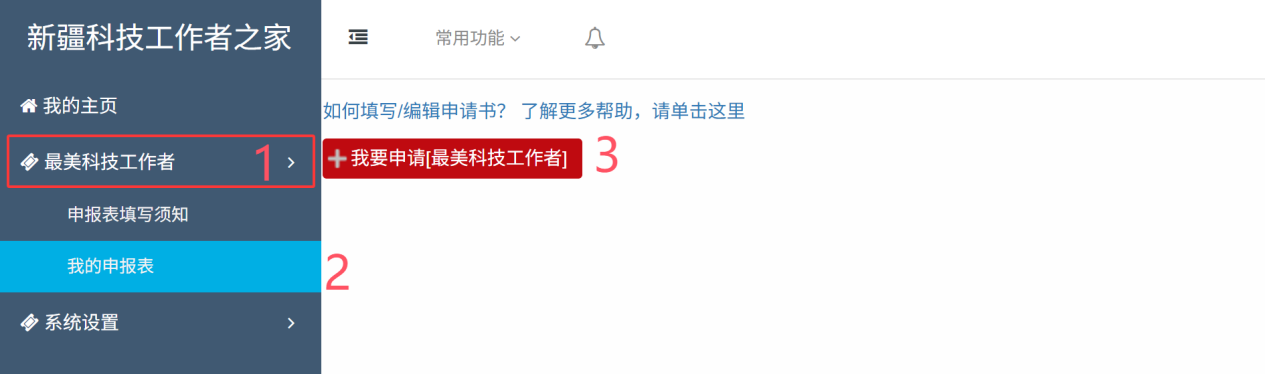 新疆科技工作者之家
常用功能
我的主页
如何填写/编辑申请书? 了解更多帮助，请单击这里
最美科技工作者 1
我要申请[最美科技工作者] 3
申报表填写须知
我的申报表 2
系统设置